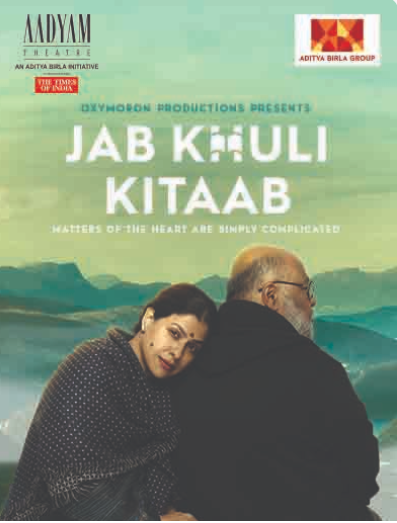 AADYAM
THEATRE
AN ADITYA BIRLA INITIATIVE
THE TIMES
OF INDIA
ADITYA BIRLA GROUP
OXYMORON PRODUCTIONS PRESENTS
JAB KHULI
KITAAB
MATTERS OF THE HEART ARE SIMPLY COMPLICATED